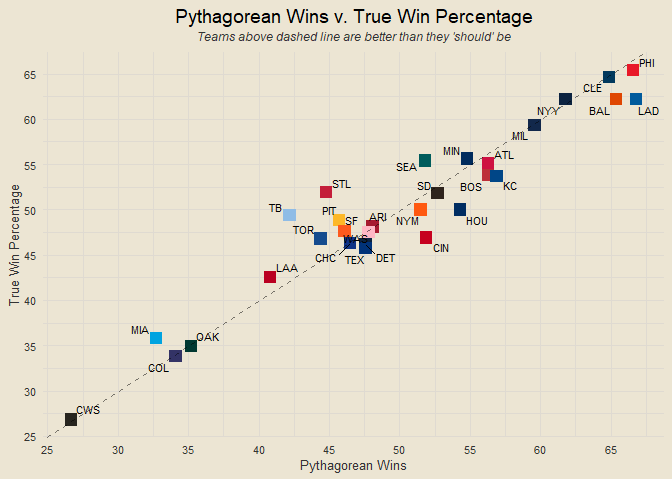 Pythagorean Wins v. True Win Percentage
Teams above dashed line are better than they 'should' be
True Win Percentage
65
60
55
50
45
40
35
30
25
PHI
CLE
NYY
BAL
LAD
MIL
MIN
ATL
SEA
SD
BOS
KC
STL
TB
PIT
SF
ARI
NYM
HOU
TOR
WAS
CIN
CHC
TEX
DET
LAA
MIA
OAK
COL
CWS
25
30
35
40
45
50
55
60
65
Pythagorean Wins